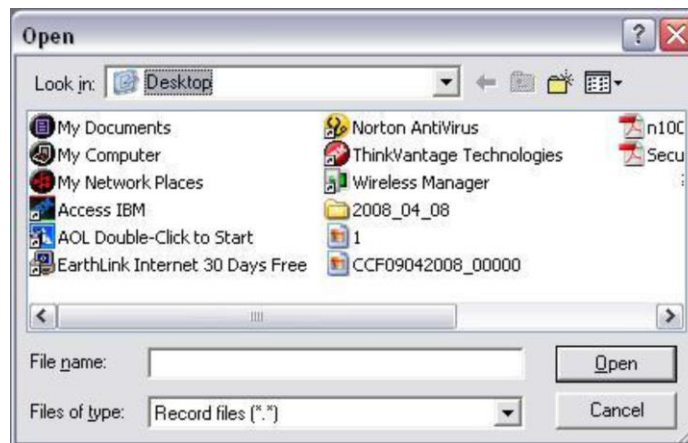 Open
Look in: Desktop
My Documents
My Computer
My Network Places
Access IBM
AOL Double-Click to Start
EarthLink Internet 30 Days Free
Norton AntiVirus
ThinkVantage Technologies
Wireless Manager
2008_04_08
1
CCF09042008_00000
n10C
Secu
File name:
Open
Files of type: Record files (*.*)
Cancel